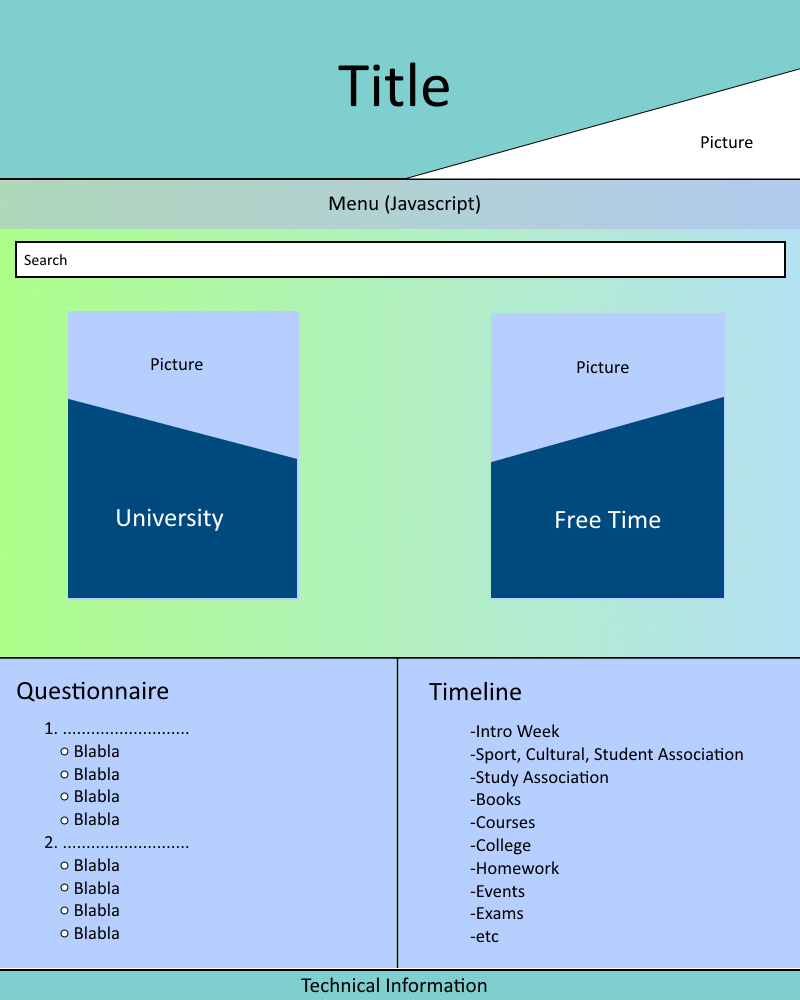 Title
Picture
Menu (Javascript)
Search
Picture
Picture
University
Free Time
Questionnaire
1. ...........................
Blabla
Blabla
Blabla
Blabla
2. ...........................
Blabla
Blabla
Blabla
Blabla
Timeline
-Intro Week
-Sport, Cultural, Student Association
-Study Association
-Books
-Courses
-College
-Homework
-Events
-Exams
-etc
Technical Information